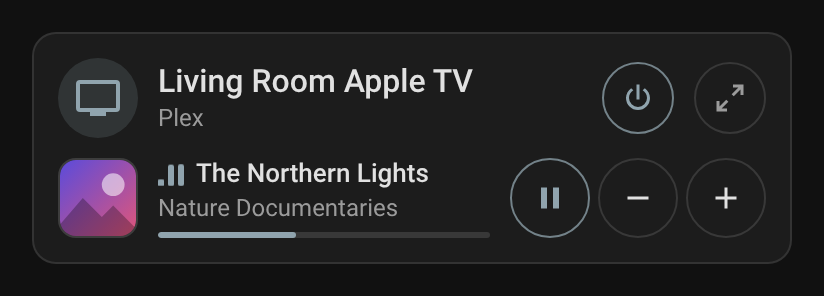 Living Room Apple TV
Plex
The Northern Lights
Nature Documentaries